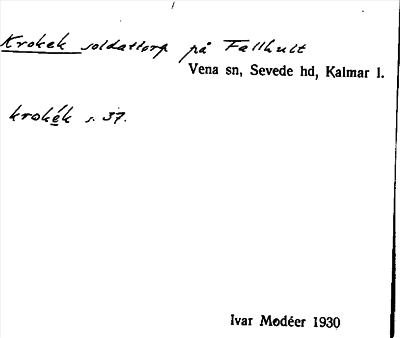 Krokek soldattorp på Fallhult
Vena sn, Sevede hd, Kalmar l.
krokék s. 37.
Ivar Modéer 1930